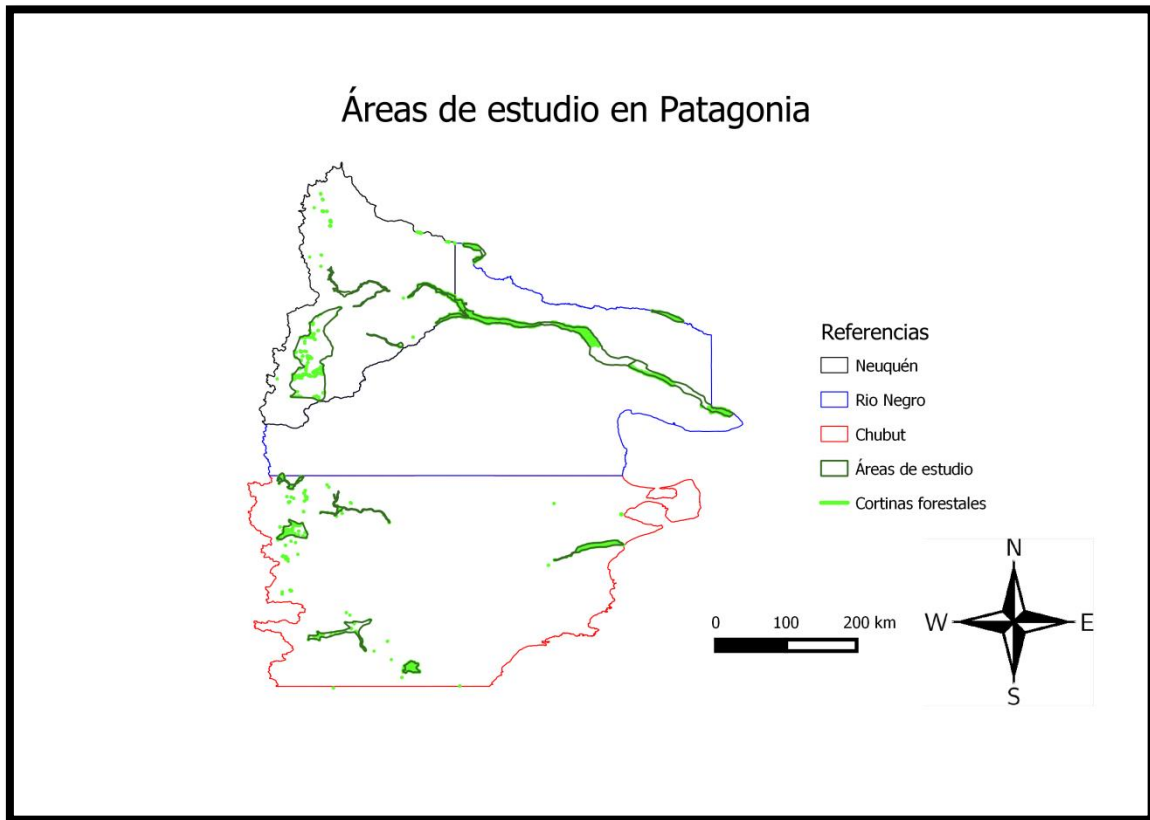 Áreas de estudio en Patagonia
Referencias
Neuquén
Rio Negro
Chubut
Áreas de estudio
Cortinas forestales
0 100 200 km
N
W E
S